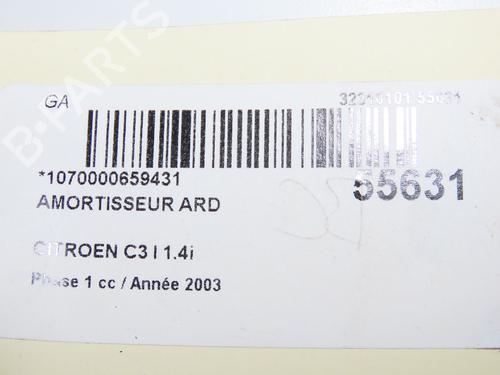 B-PARTS
GA
32010101 55631
*1070000659431
55631
AMORTISSEUR ARD
CITROEN C3 I 1.4i
Phase 1 cc / Année 2003